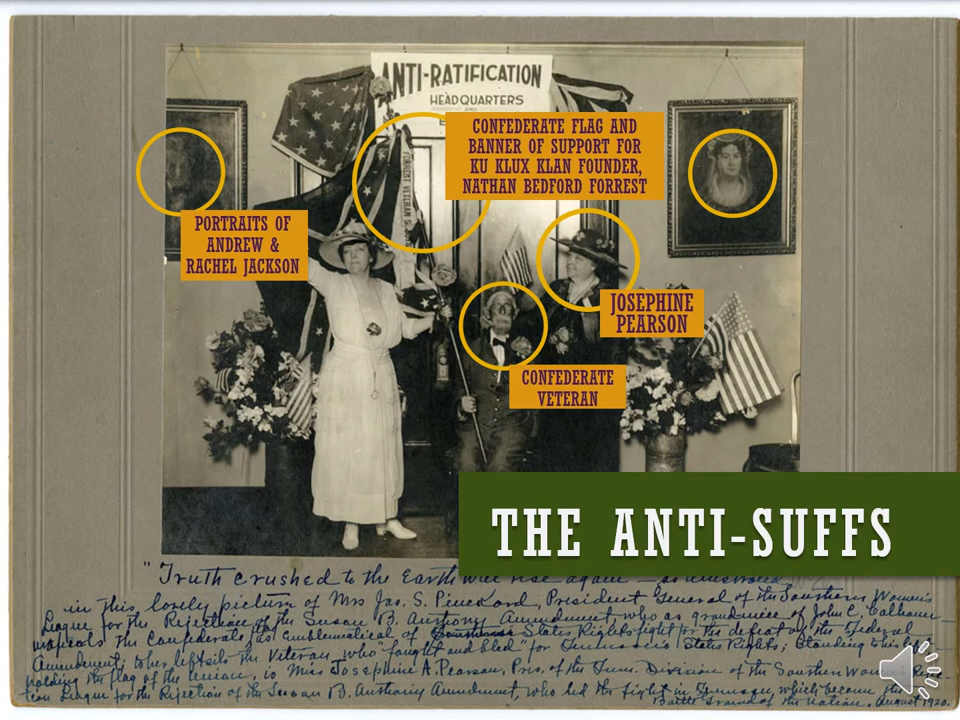 ANTI-RATIFICATION
HEADQUARTERS
AND
CONFEDERATE FLAG AND
BANNER OF SUPPORT FOR
KU KLUX KLAN FOUNDER,
NATHAN BEDFORD FORREST
FORREST VETERAN
PORTRAITS OF
ANDREW &
RACHEL JACKSON
JOSEPHINE
PEARSON
CONFEDERATE
VETERAN
THE ANTI-SUFFS
"Truth crushed to the Earth will rise again – as illustrated
in this lovely picture of Mrs Jas. S. Pinckard, President General of the Southern Women's
League for the Rejection of the Susan B. Anthony Amendment, who as grandniece of John C. Calhoun
the Confederate flag emblematical of States Rights fight for the defeat of the Federal
Amendment; to her left sits the Veteran, who "fought and bled" for Tennessee's States Rights; Standing
holding the flag of the Union, is Miss Josephine A. Pearson, Pres. of the Tenn. Division of the Southern Women's
tion League for the Rejection of the Susan B. Anthony Amendment, who led the fight in Tennessee, which became the
Battle Ground of the Nation. August 1920.